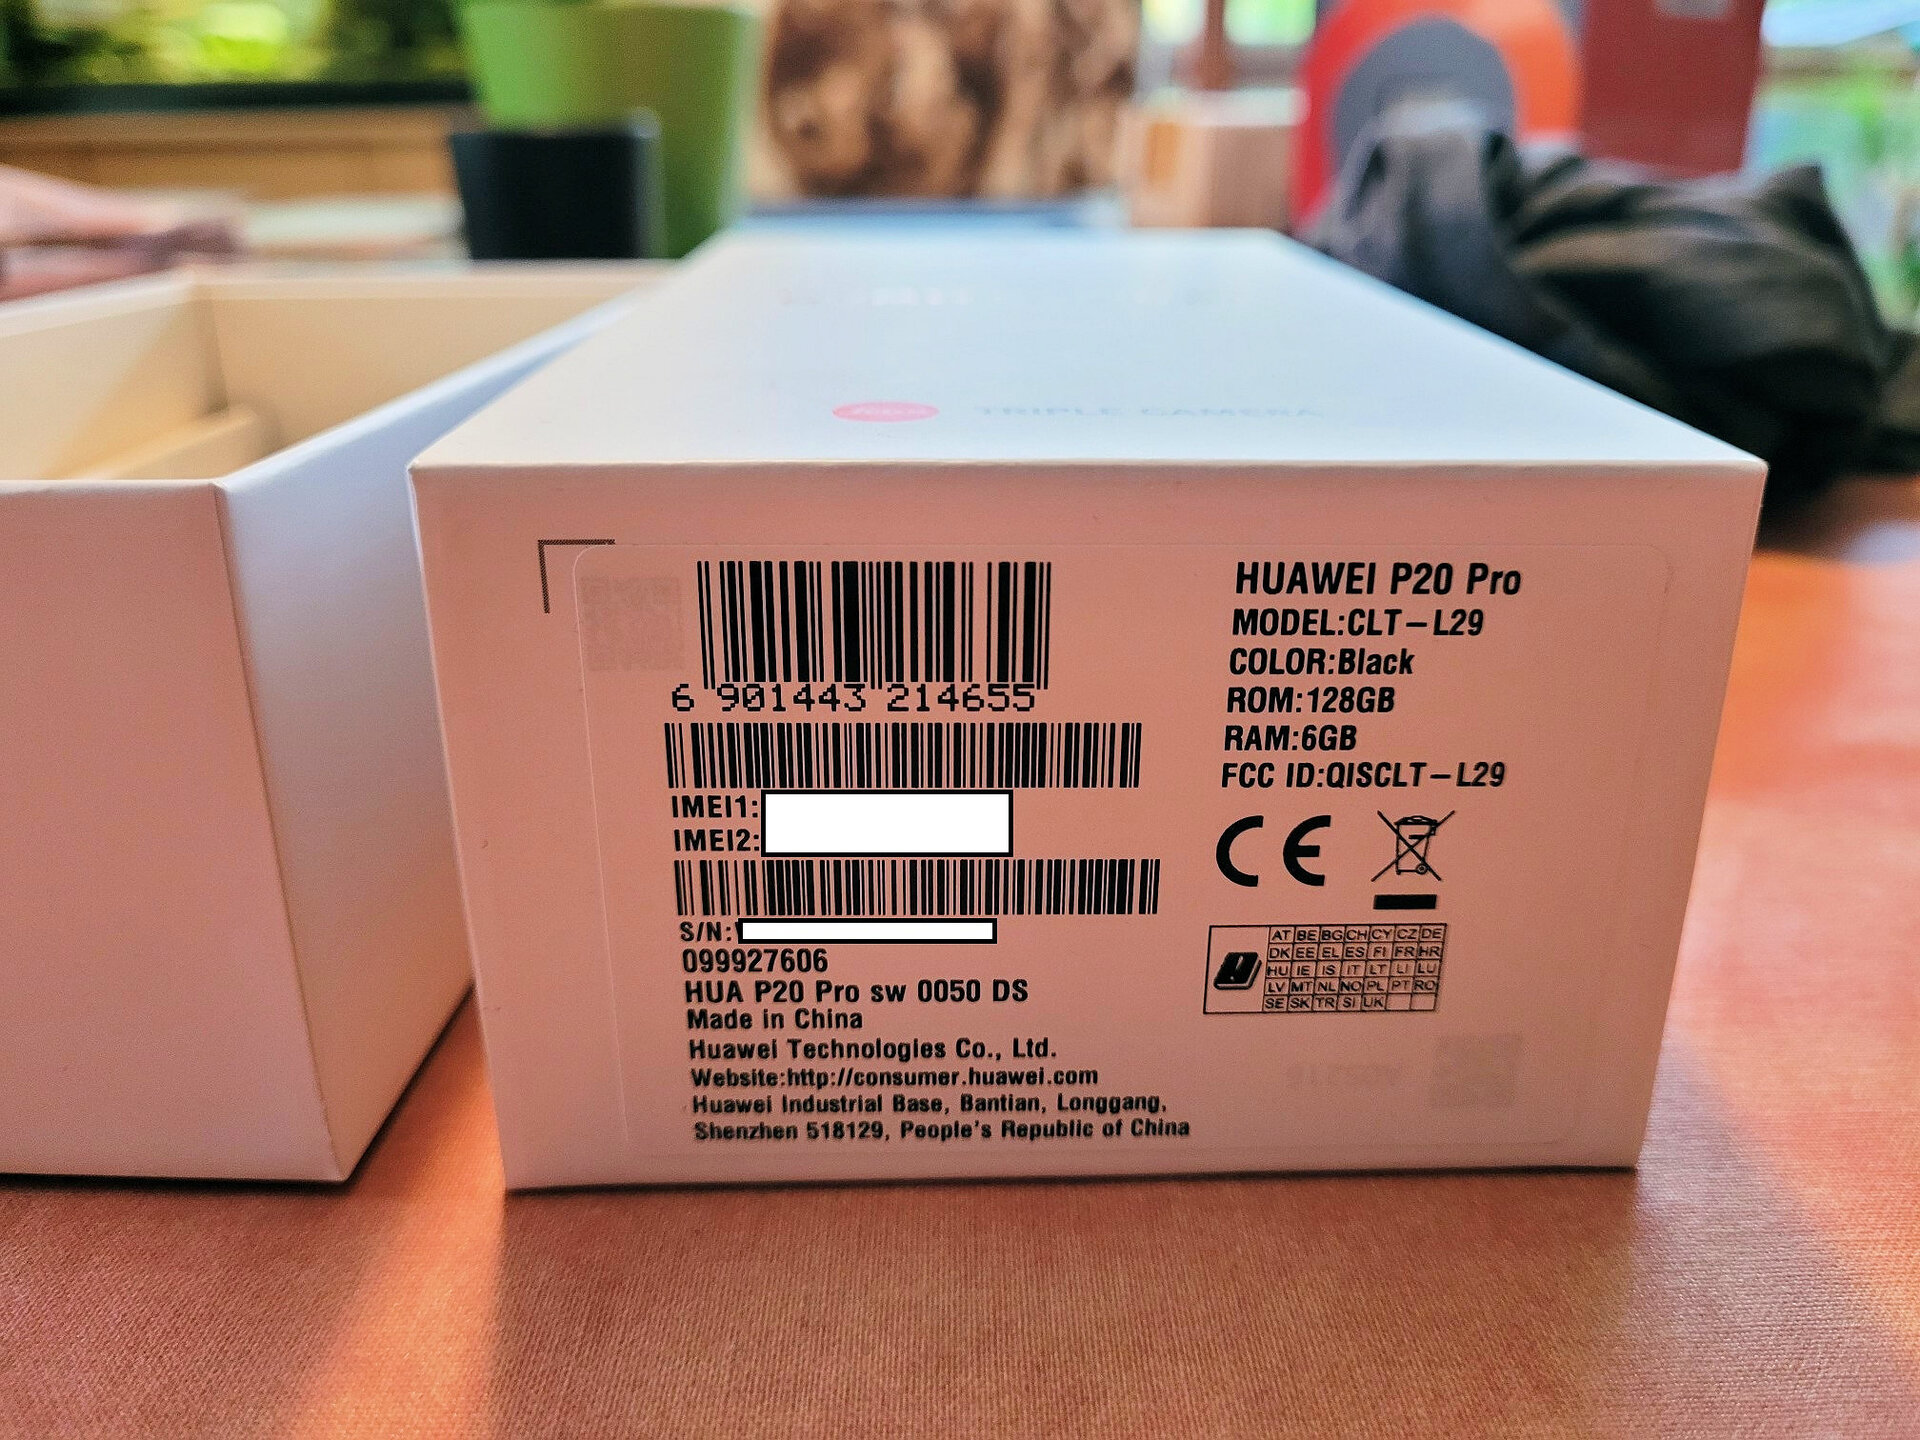 TRIPLE CAMERA
6 901443 214655
IMEI1:
IMEI2:
S/N:
099927606
HUA P20 Pro sw 0050 DS
Made in China
Huawei Technologies Co., Ltd.
Website:http://consumer.huawei.com
Huawei Industrial Base, Bantian, Longgang,
Shenzhen 518129, People's Republic of China
HUAWEI P20 Pro
MODEL:CLT-L29
COLOR:Black
ROM:128GB
RAM:6GB
FCC ID:QISCLT-L29
CE
AT BE BG CH CY CZ DE
DK EE EL ES FI FR HR
HU IE IS IT LT LI LU
LV MT NL NO PL PT RO
SE SK TR SI UK